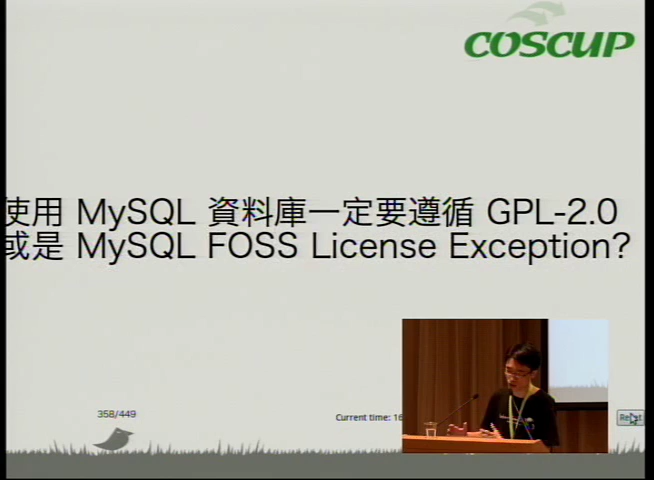 COSCUP
使用 MySQL 資料庫一定要遵循 GPL-2.0
或是 MySQL FOSS License Exception?
358/449
Current time: 16